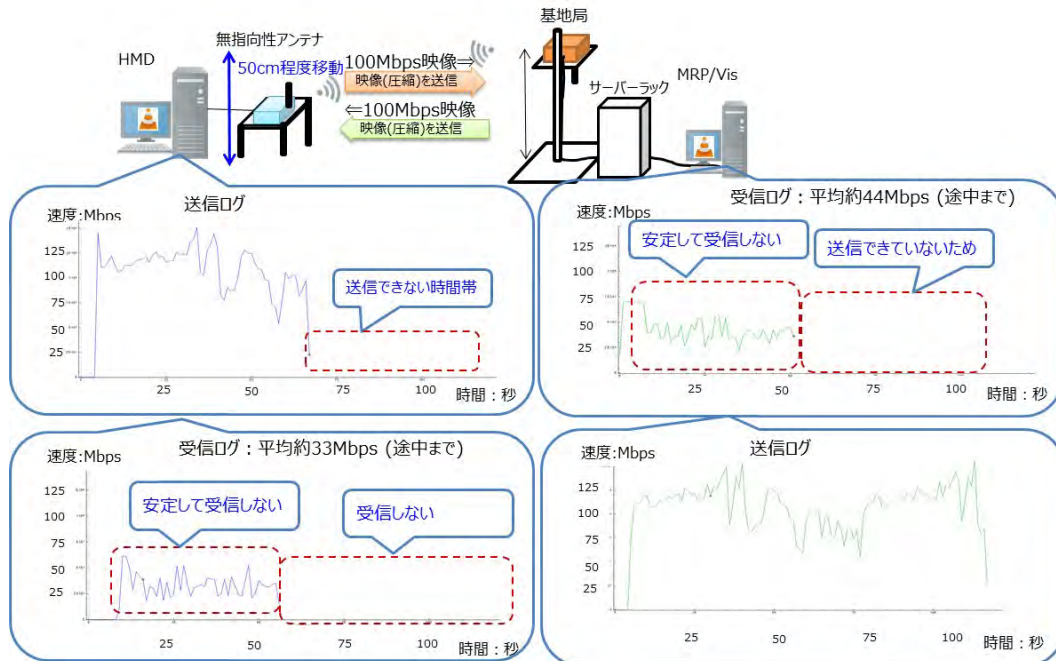 基地局
無指向性アンテナ
HMD
50cm程度移動
100Mbps映像⇒
映像(圧縮)を送信
⇐100Mbps映像
映像(圧縮)を送信
サーバーラック
MRP/Vis
送信ログ
速度:Mbps
125
100
75
50
25
送信できない時間帯
25
50
75
100
時間：秒
受信ログ：平均約44Mbps (途中まで)
速度:Mbps
125
100
75
50
25
安定して受信しない
送信できていないため
25
50
75
100
時間：秒
受信ログ：平均約33Mbps (途中まで)
速度:Mbps
125
100
75
50
25
安定して受信しない
受信しない
25
50
75
100
時間：秒
送信ログ
速度:Mbps
125
100
75
50
25
25
50
75
100
時間：秒